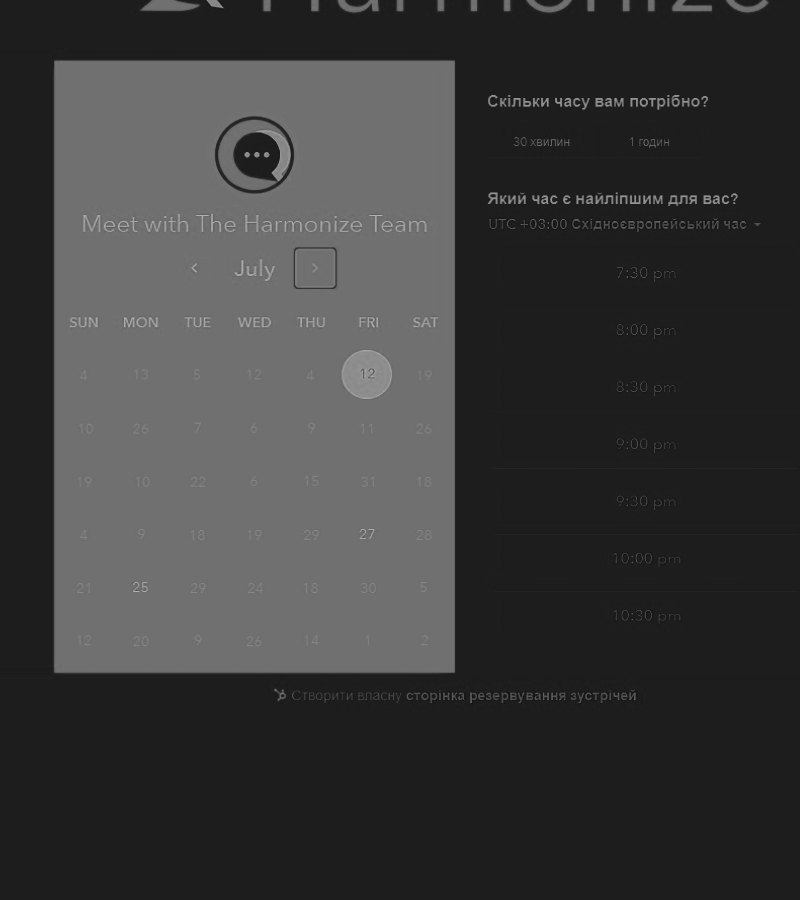 Harmonize
Meet with The Harmonize Team
July
SUN MON TUE WED THU FRI SAT
4 13 5 12 4 12 19
10 26 7 6 9 11 26
19 10 22 6 15 31 18
4 9 18 19 29 27 28
21 25 29 24 18 30 5
12 20 9 26 14 1 2
Скільки часу вам потрібно?
30 хвилин 1 годин
Який час є найліпшим для вас?
UTC +03:00 Східноєвропейський час
7:30 pm
8:00 pm
8:30 pm
9:00 pm
9:30 pm
10:00 pm
10:30 pm
Створити власну сторінка резервування зустрічей